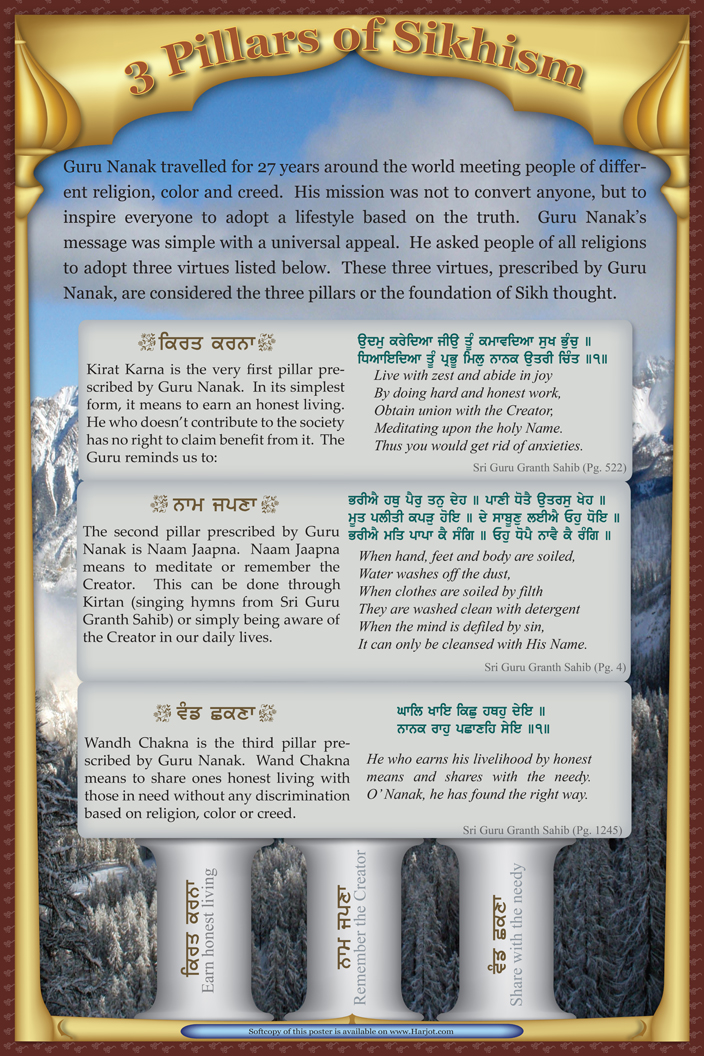 3 Pillars of Sikhism
Guru Nanak travelled for 27 years around the world meeting people of differ-
ent religion, color and creed. His mission was not to convert anyone, but to
inspire everyone to adopt a lifestyle based on the truth. Guru Nanak's
message was simple with a universal appeal. He asked people of all religions
to adopt three virtues listed below. These three virtues, prescribed by Guru
Nanak, are considered the three pillars or the foundation of Sikh thought.
ਕਿਰਤ ਕਰਨਾ
Kirat Karna is the very first pillar pre-
scribed by Guru Nanak. In its simplest
form, it means to earn an honest living.
He who doesn't contribute to the society
has no right to claim benefit from it. The
Guru reminds us to:
ਉਦਮੁ ਕਰੇਦਿਆ ਜੀਉ ਤੂੰ ਕਮਾਵਦਿਆ ਸੁਖ ਭੁੰਚੁ ॥
ਧਿਆਇਦਿਆ ਤੂੰ ਪ੍ਰਭੂ ਮਿਲੁ ਨਾਨਕ ਉਤਰੀ ਚਿੰਤ ॥੧॥
Live with zest and abide in joy
By doing hard and honest work,
Obtain union with the Creator,
Meditating upon the holy Name.
Thus you would get rid of anxieties.
Sri Guru Granth Sahib (Pg. 522)
ਨਾਮ ਜਪਣਾ
The second pillar prescribed by Guru
Nanak is Naam Jaapna. Naam Jaapna
means to meditate or remember the
Creator. This can be done through
Kirtan (singing hymns from Sri Guru
Granth Sahib) or simply being aware of
the Creator in our daily lives.
ਭਰੀਐ ਹਥੁ ਪੈਰੁ ਤਨੁ ਦੇਹ ॥ ਪਾਣੀ ਧੋਤੈ ਉਤਰਸੁ ਖੇਹ ॥
ਮੂਤ ਪਲੀਤੀ ਕਪੜੁ ਹੋਇ ॥ ਦੇ ਸਾਬੂਣੁ ਲਈਐ ਓਹੁ ਧੋਇ ॥
ਭਰੀਐ ਮਤਿ ਪਾਪਾ ਕੈ ਸੰਗਿ ॥ ਓਹੁ ਧੋਪੈ ਨਾਵੈ ਕੈ ਰੰਗਿ ॥
When hand, feet and body are soiled,
Water washes off the dust,
When clothes are soiled by filth
They are washed clean with detergent
When the mind is defiled by sin,
It can only be cleansed with His Name.
Sri Guru Granth Sahib (Pg. 4)
ਵੰਡ ਛਕਣਾ
Wandh Chakna is the third pillar pre-
scribed by Guru Nanak. Wand Chakna
means to share ones honest living with
those in need without any discrimination
based on religion, color or creed.
ਘਾਲਿ ਖਾਇ ਕਿਛੁ ਹਥਹੁ ਦੇਇ ॥
ਨਾਨਕ ਰਾਹੁ ਪਛਾਣਹਿ ਸੇਇ ॥੧॥
He who earns his livelihood by honest
means and shares with the needy.
O' Nanak, he has found the right way.
Sri Guru Granth Sahib (Pg. 1245)
ਕਿਰਤ ਕਰਨਾ
Earn honest living
ਨਾਮ ਜਪਣਾ
Remember the Creator
ਵੰਡ ਛਕਣਾ
Share with the needy
Softcopy of this poster is available on www.Harjot.com